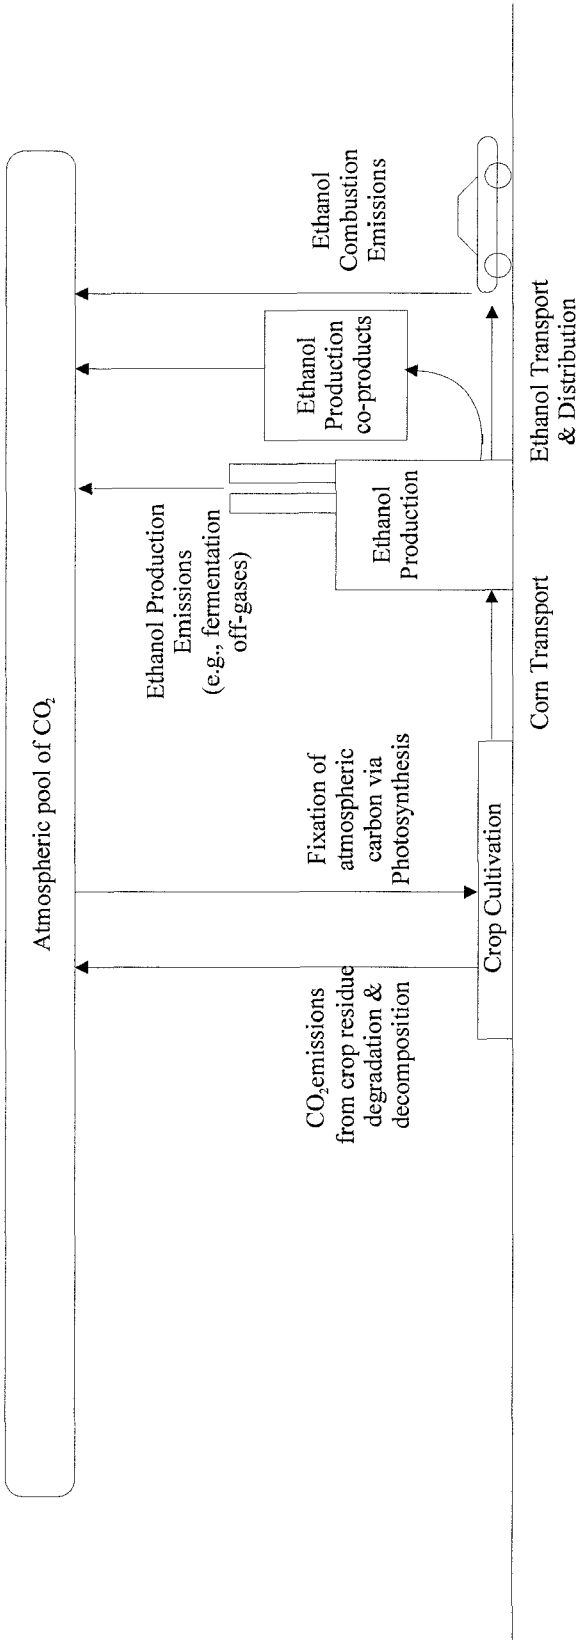 Atmospheric pool of CO₂
CO₂emissions
from crop residue
degradation &
decomposition
Fixation of
atmospheric
carbon via
Photosynthesis
Ethanol Production
Emissions
(e.g., fermentation
off-gases)
Ethanol
Production
co-products
Ethanol
Combustion
Emissions
Crop Cultivation
Ethanol
Production
Corn Transport
Ethanol Transport
& Distribution